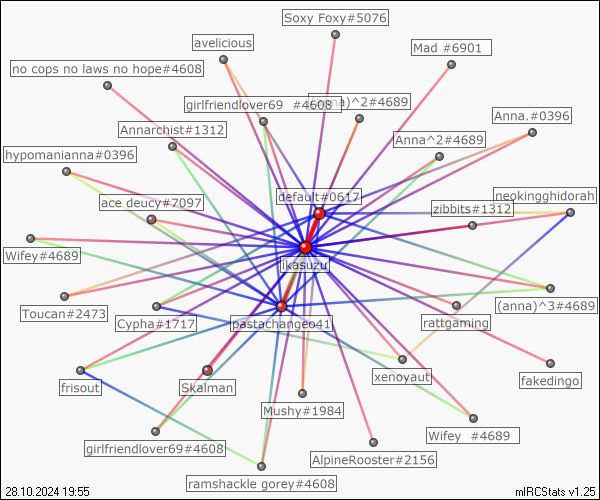 Soxy Foxy#5076
avelicious
Mad #6901
no cops no laws no hope#4608
girlfriendlover69 #4608
)^2#4689
Anna.#0396
Annarchist#1312
Anna^2#4689
hypomanianna#0396
default#0617
neokingghidorah
ace deucy#7097
zibbits#1312
Wifey#4689
ikasuzu
Toucan#2473
Cypha#1717
pastachangeo41
rattgaming
(anna)^3#4689
frisout
Skalman
xenoyaut
fakedingo
Mushy#1984
girlfriendlover69#4608
Wifey #4689
AlpineRooster#2156
ramshackle gorey#4608
28.10.2024 19:55
mIRCStats v1.25